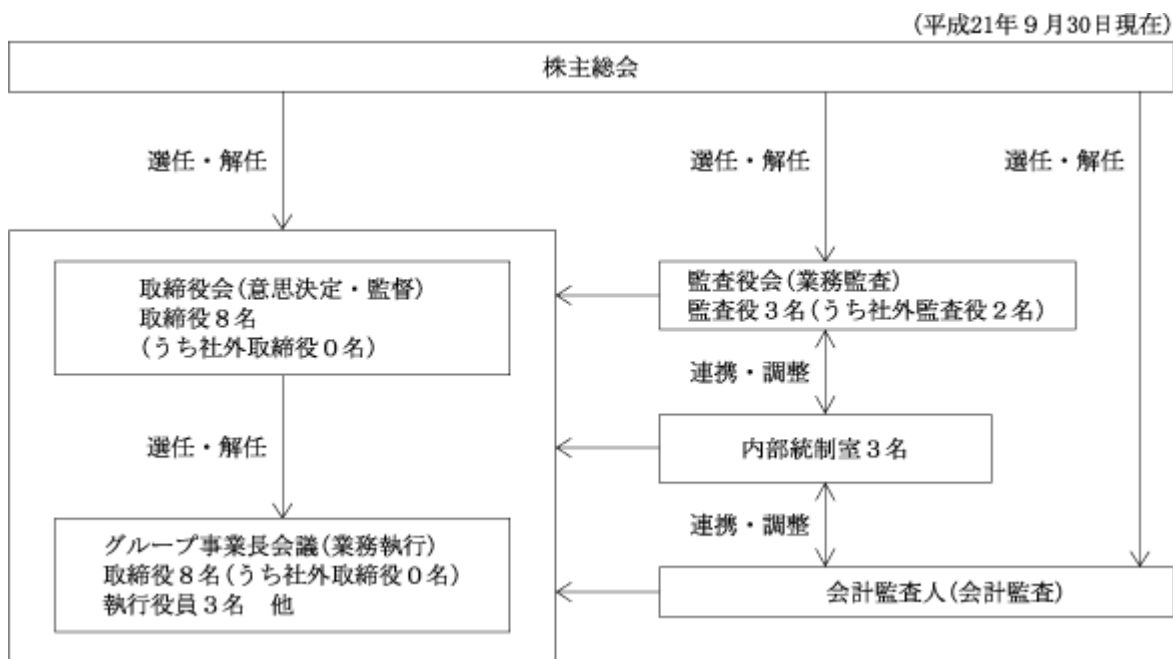 (平成21年９月30日現在)
株主総会
選任・解任
選任・解任
選任・解任
取締役会(意思決定・監督)
取締役８名
(うち社外取締役０名)
監査役会(業務監査)
監査役３名(うち社外監査役２名)
連携・調整
選任・解任
内部統制室３名
連携・調整
グループ事業長会議(業務執行)
取締役８名(うち社外取締役０名)
執行役員３名　他
会計監査人(会計監査)